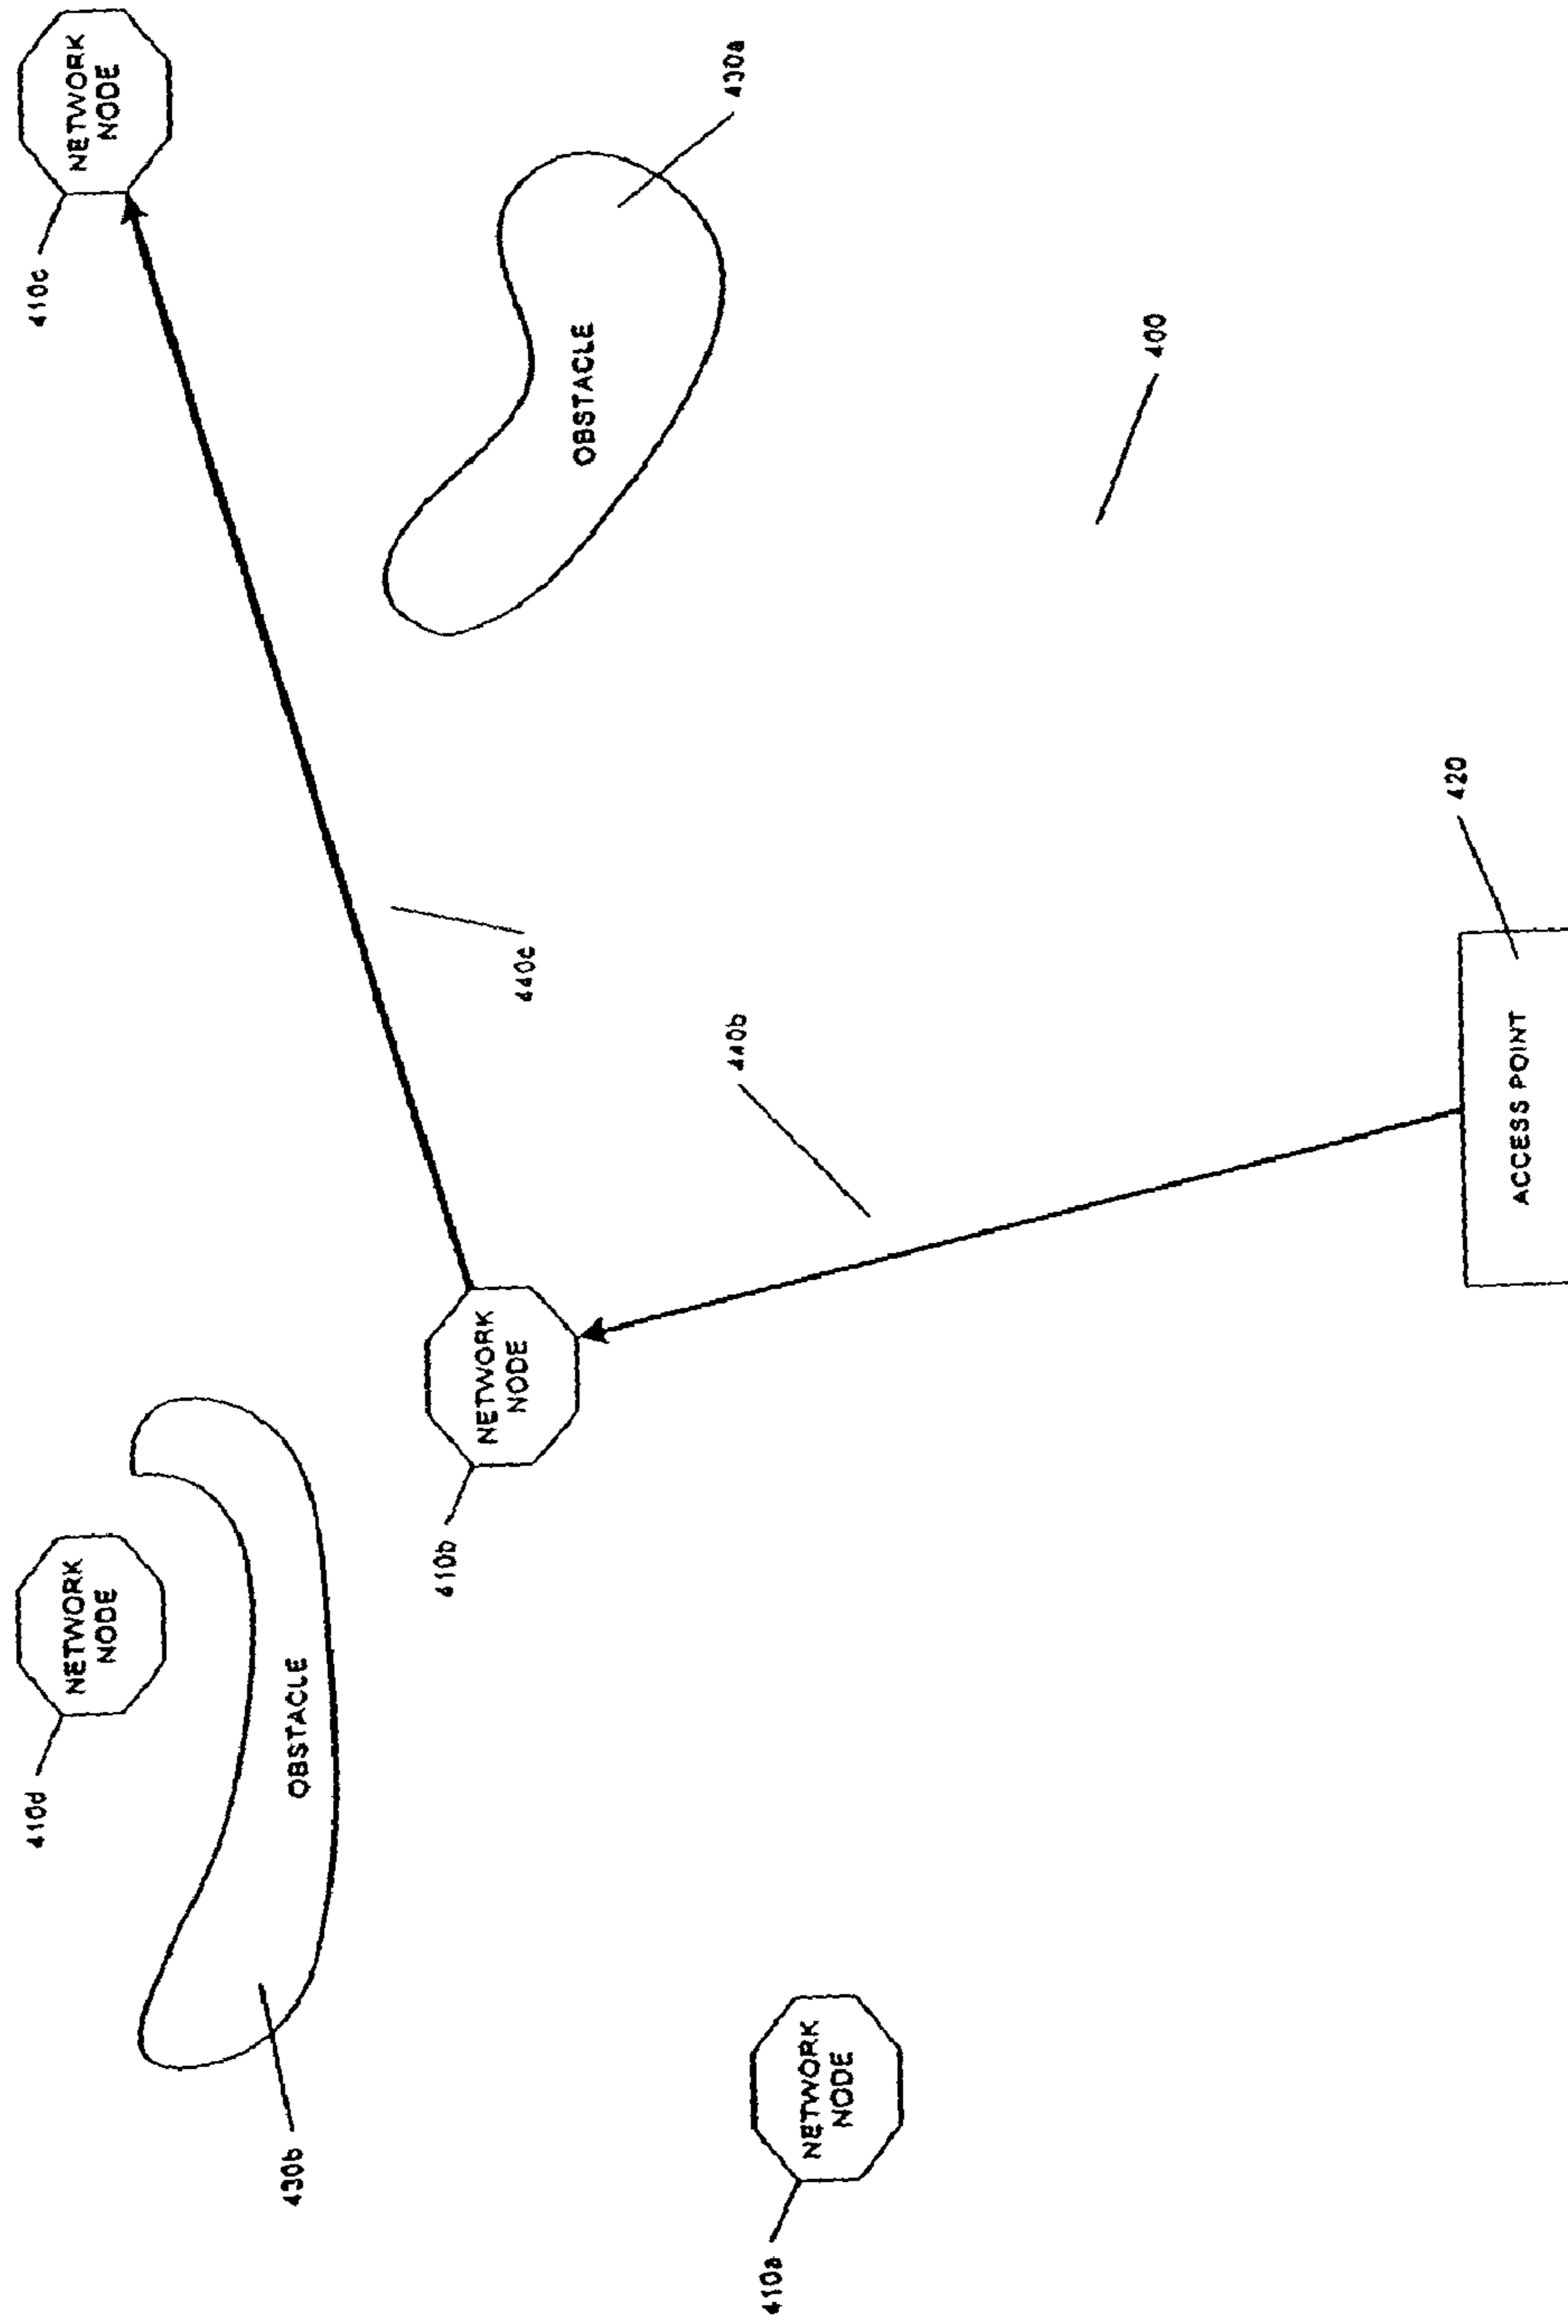 410d
NETWORK
NODE
410c
NETWORK
NODE
430b
OBSTACLE
410b
NETWORK
NODE
440c
OBSTACLE
430a
410a
NETWORK
NODE
440b
400
420
ACCESS POINT